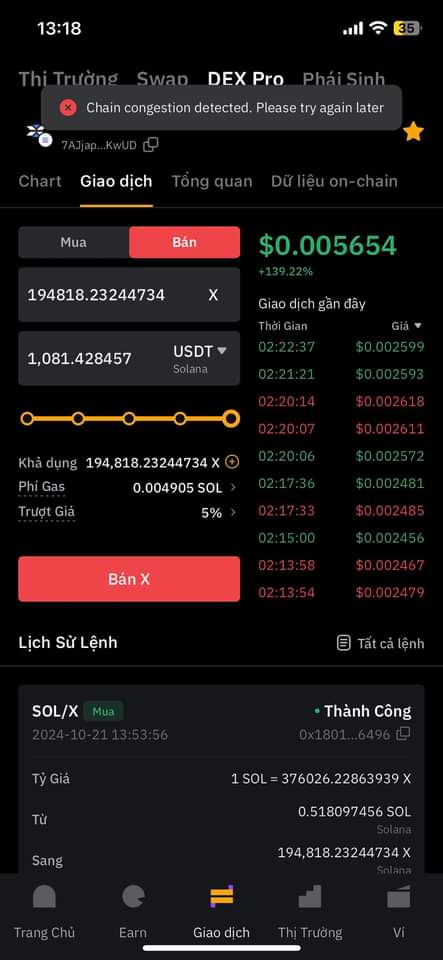 13:18
35
Thị Trường Swap DEX Pro Phái Sinh
Chain congestion detected. Please try again later
7AJjap...KwUD
Chart Giao dịch Tổng quan Dữ liệu on-chain
Mua Bán
$0.005654
+139.22%
194818.23244734 X
1,081.428457 USDT
Solana
Giao dịch gần đây
Thời Gian Giá
02:22:37 $0.002599
02:21:21 $0.002593
02:20:14 $0.002618
02:20:07 $0.002611
02:20:06 $0.002572
02:17:36 $0.002481
02:17:33 $0.002485
02:15:00 $0.002456
02:13:58 $0.002467
02:13:54 $0.002479
Khả dụng 194,818.23244734 X
Phí Gas 0.004905 SOL
Trượt Giá 5%
Bán X
Lịch Sử Lệnh Tất cả lệnh
SOL/X Mua Thành Công
2024-10-21 13:53:56 0x1801...6496
Tỷ Giá 1 SOL = 376026.22863939 X
Từ 0.518097456 SOL
Solana
Sang 194,818.23244734 X
Solana
Trang Chủ Earn Giao dịch Thị Trường Ví